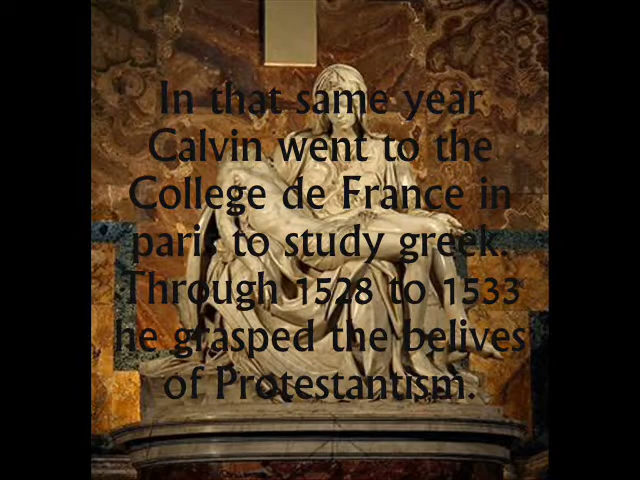 In that same year
Calvin went to the
College de France in
paris to study greek.
Through 1528 to 1533
he grasped the belives
of Protestantism.